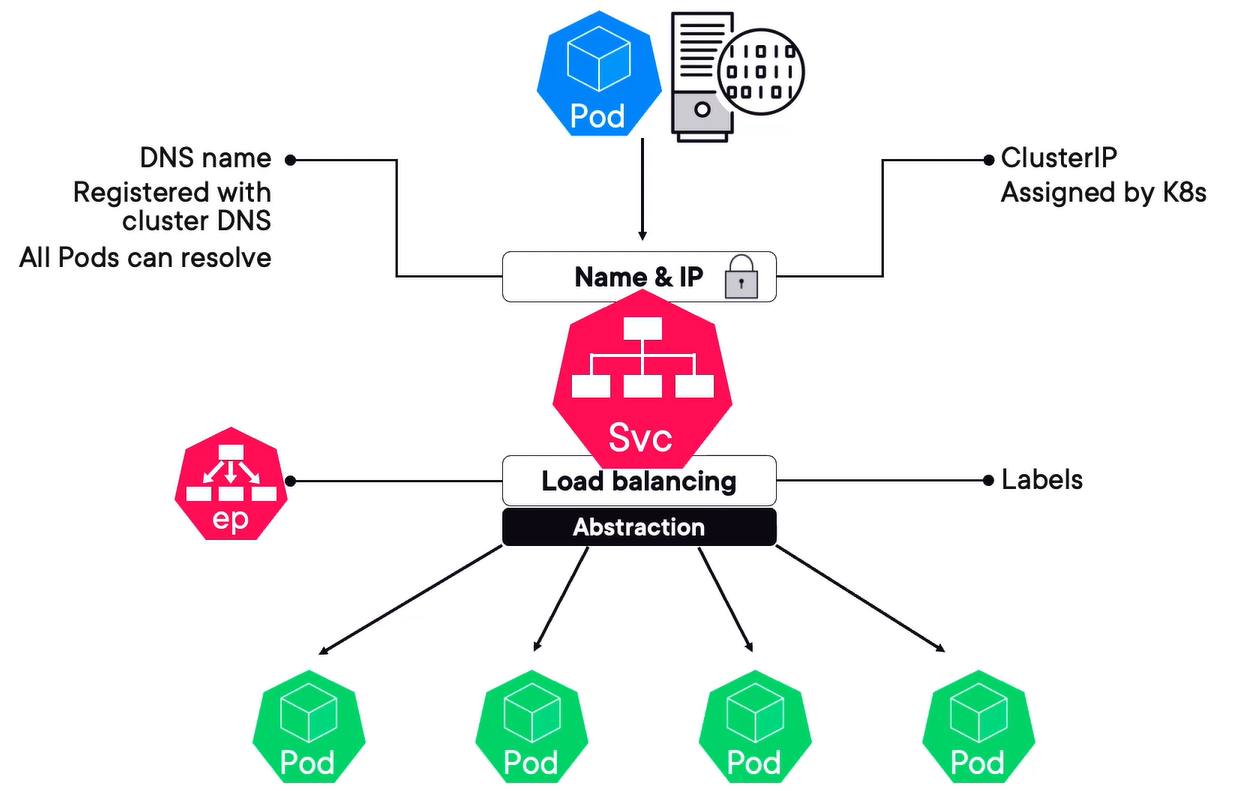 Pod
DNS name
Registered with
cluster DNS
All Pods can resolve
ClusterIP
Assigned by K8s
Name & IP
Svc
ep
Load balancing
Labels
Abstraction
Pod
Pod
Pod
Pod